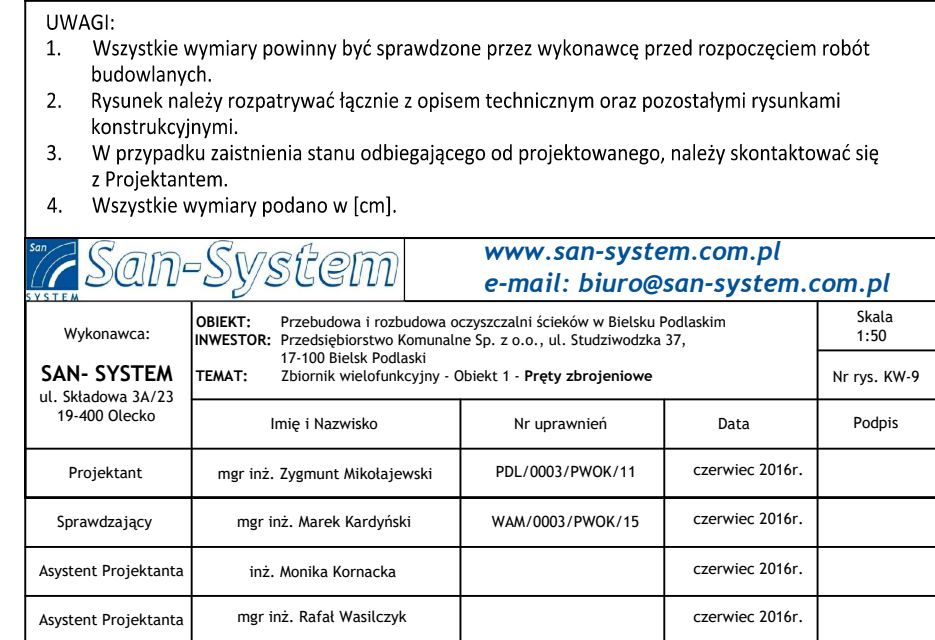 UWAGI:
1. Wszystkie wymiary powinny być sprawdzone przez wykonawcę przed rozpoczęciem robót
budowlanych.
2. Rysunek należy rozpatrywać łącznie z opisem technicznym oraz pozostałymi rysunkami
konstrukcyjnymi.
3. W przypadku zaistnienia stanu odbiegającego od projektowanego, należy skontaktować się
z Projektantem.
4. Wszystkie wymiary podano w [cm].
San
SYSTEM
San-System
www.san-system.com.pl
e-mail: biuro@san-system.com.pl
Wykonawca:
SAN- SYSTEM
ul. Składowa 3A/23
19-400 Olecko
OBIEKT: Przebudowa i rozbudowa oczyszczalni ścieków w Bielsku Podlaskim
INWESTOR: Przedsiębiorstwo Komunalne Sp. z o.o., ul. Studziwodzka 37,
17-100 Bielsk Podlaski
TEMAT: Zbiornik wielofunkcyjny - Obiekt 1 - Pręty zbrojeniowe
Skala
1:50
Nr rys. KW-9
Imię i Nazwisko Nr uprawnień Data Podpis
Projektant mgr inż. Zygmunt Mikołajewski PDL/0003/PWOK/11 czerwiec 2016r.
Sprawdzający mgr inż. Marek Kardyński WAM/0003/PWOK/15 czerwiec 2016r.
Asystent Projektanta inż. Monika Kornacka czerwiec 2016r.
Asystent Projektanta mgr inż. Rafał Wasilczyk czerwiec 2016r.